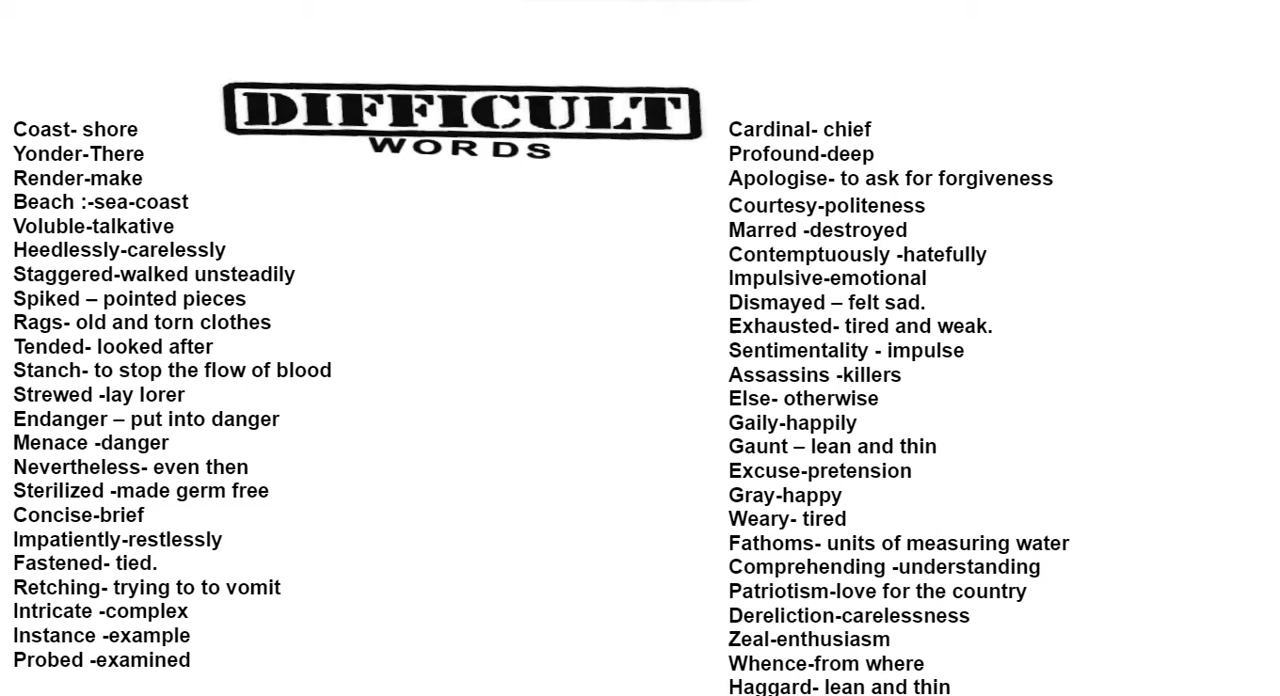 DIFFICULT
WORDS
Coast- shore
Yonder-There
Render-make
Beach :-sea-coast
Voluble-talkative
Heedlessly-carelessly
Staggered-walked unsteadily
Spiked – pointed pieces
Rags- old and torn clothes
Tended- looked after
Stanch- to stop the flow of blood
Strewed -lay lorer
Endanger – put into danger
Menace -danger
Nevertheless- even then
Sterilized -made germ free
Concise-brief
Impatiently-restlessly
Fastened- tied.
Retching- trying to to vomit
Intricate -complex
Instance -example
Probed -examined
Cardinal- chief
Profound-deep
Apologise- to ask for forgiveness
Courtesy-politeness
Marred -destroyed
Contemptuously -hatefully
Impulsive-emotional
Dismayed – felt sad.
Exhausted- tired and weak.
Sentimentality - impulse
Assassins -killers
Else- otherwise
Gaily-happily
Gaunt – lean and thin
Excuse-pretension
Gray-happy
Weary- tired
Fathoms- units of measuring water
Comprehending -understanding
Patriotism-love for the country
Dereliction-carelessness
Zeal-enthusiasm
Whence-from where
Haggard- lean and thin